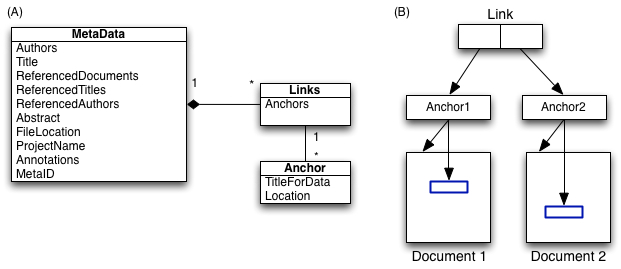 (A)
MetaData
Authors
Title
ReferencedDocuments
ReferencedTitles
ReferencedAuthors
Abstract
FileLocation
ProjectName
Annotations
MetaID
1
*
Links
Anchors
1
*
Anchor
TitleForData
Location
(B)
Link
Anchor1
Anchor2
Document 1
Document 2